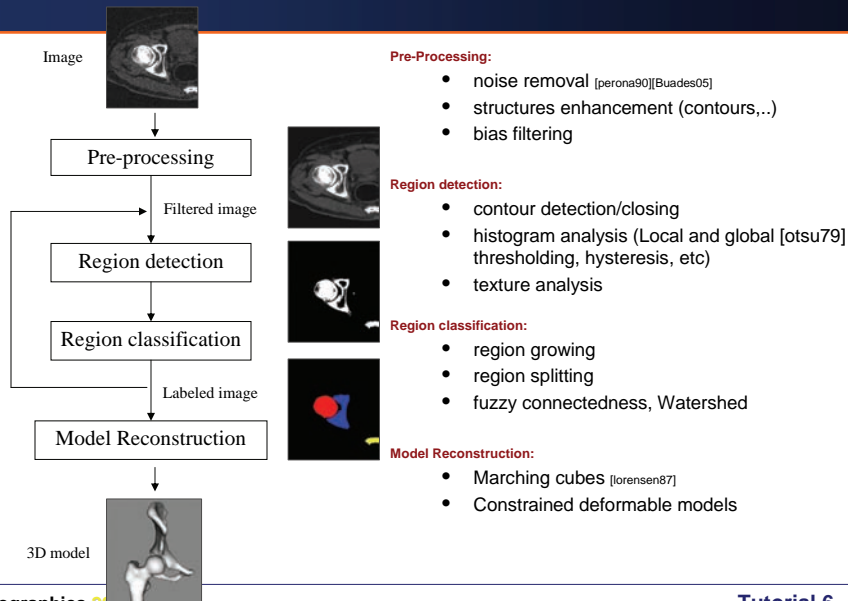 Image
Pre-processing
Filtered image
Region detection
Region classification
Labeled image
Model Reconstruction
3D model
Pre-Processing:
• noise removal [perona90][Buades05]
• structures enhancement (contours,..)
• bias filtering
Region detection:
• contour detection/closing
• histogram analysis (Local and global [otsu79]
thresholding, hysteresis, etc)
• texture analysis
Region classification:
• region growing
• region splitting
• fuzzy connectedness, Watershed
Model Reconstruction:
• Marching cubes [lorensen87]
• Constrained deformable models